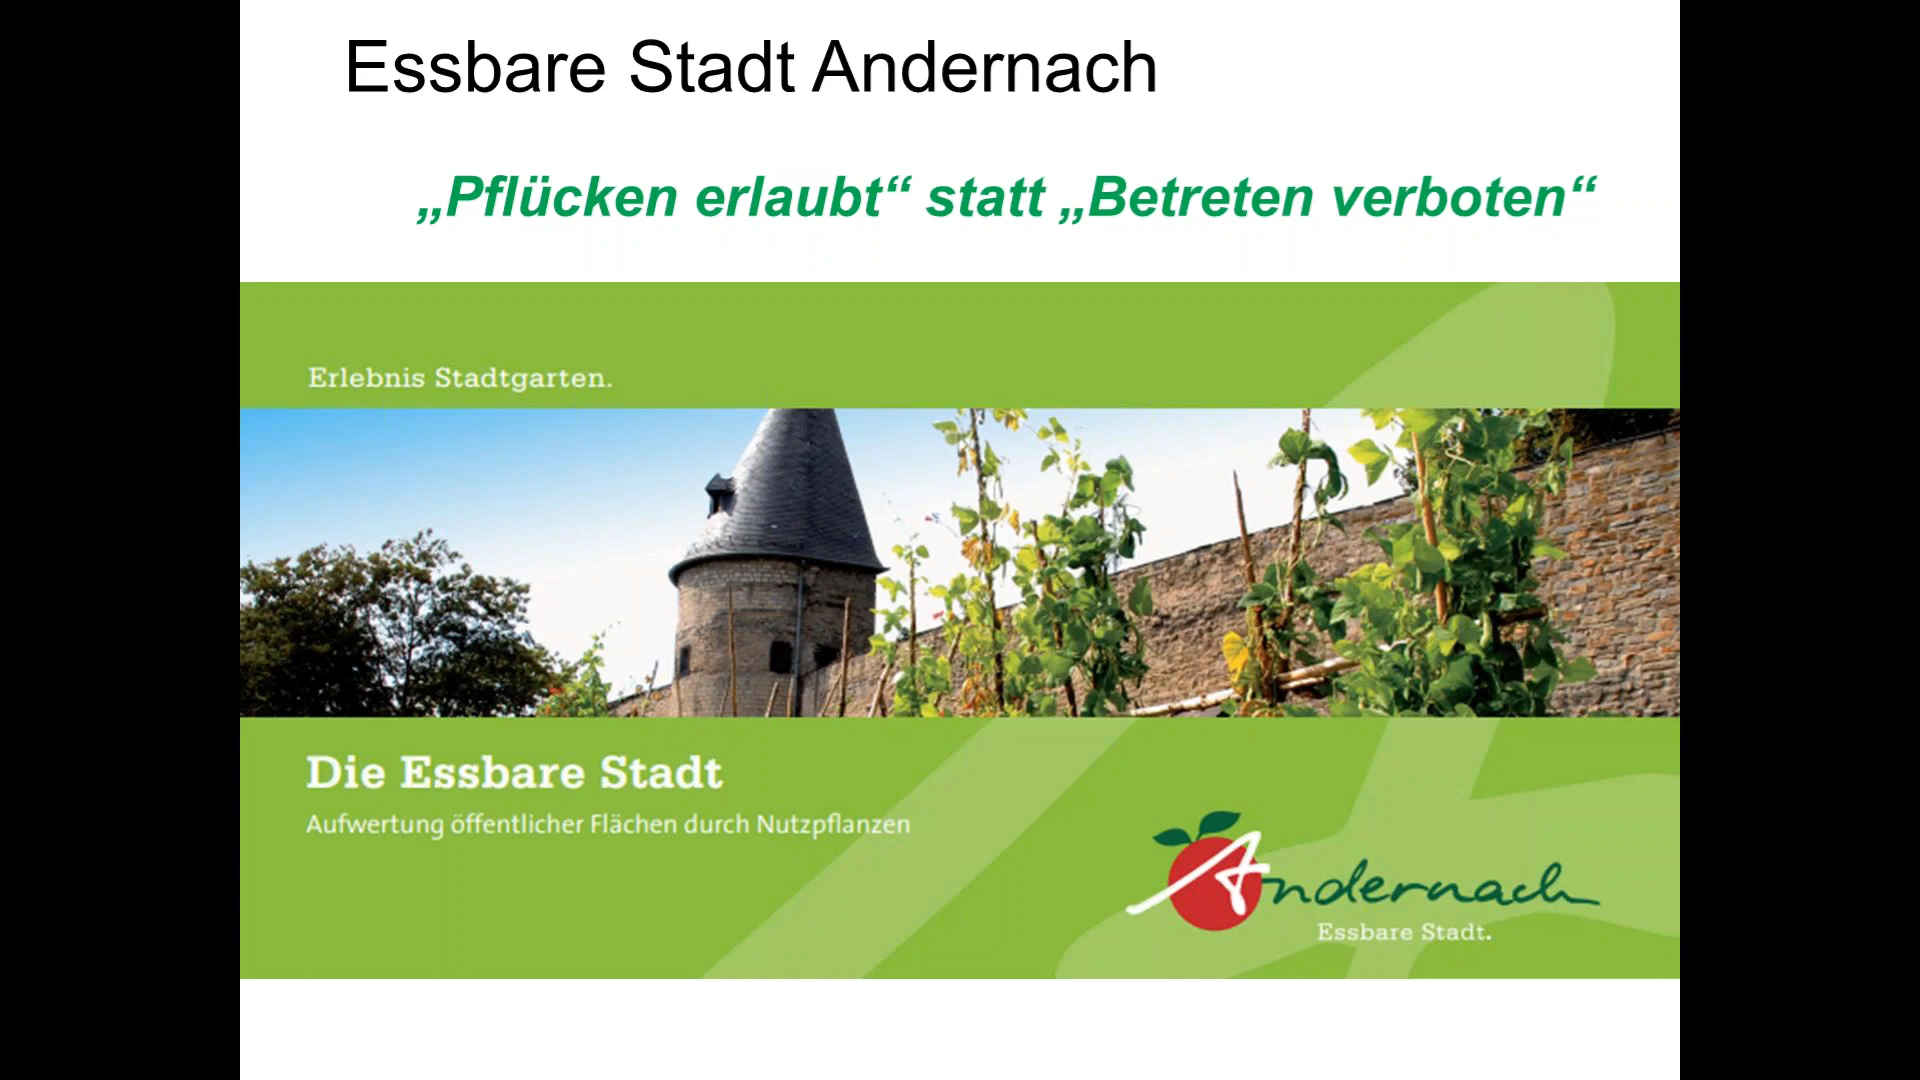 Essbare Stadt Andernach
„Pflücken erlaubt“ statt „Betreten verboten“
Erlebnis Stadtgarten.
Die Essbare Stadt
Aufwertung öffentlicher Flächen durch Nutzpflanzen
Andernach
Essbare Stadt.